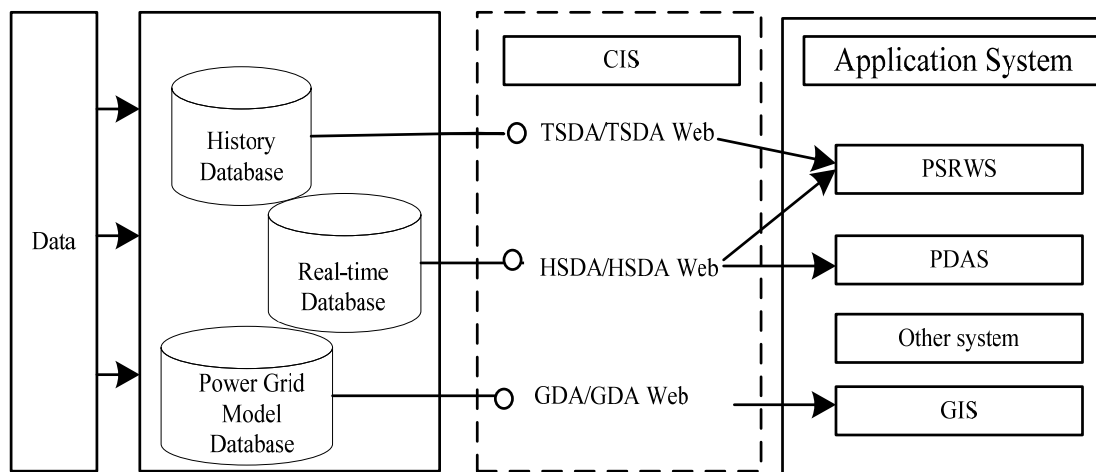 Data
History
Database
Real-time
Database
Power Grid
Model
Database
CIS
TSDA/TSDA Web
HSDA/HSDA Web
GDA/GDA Web
Application System
PSRWS
PDAS
Other system
GIS